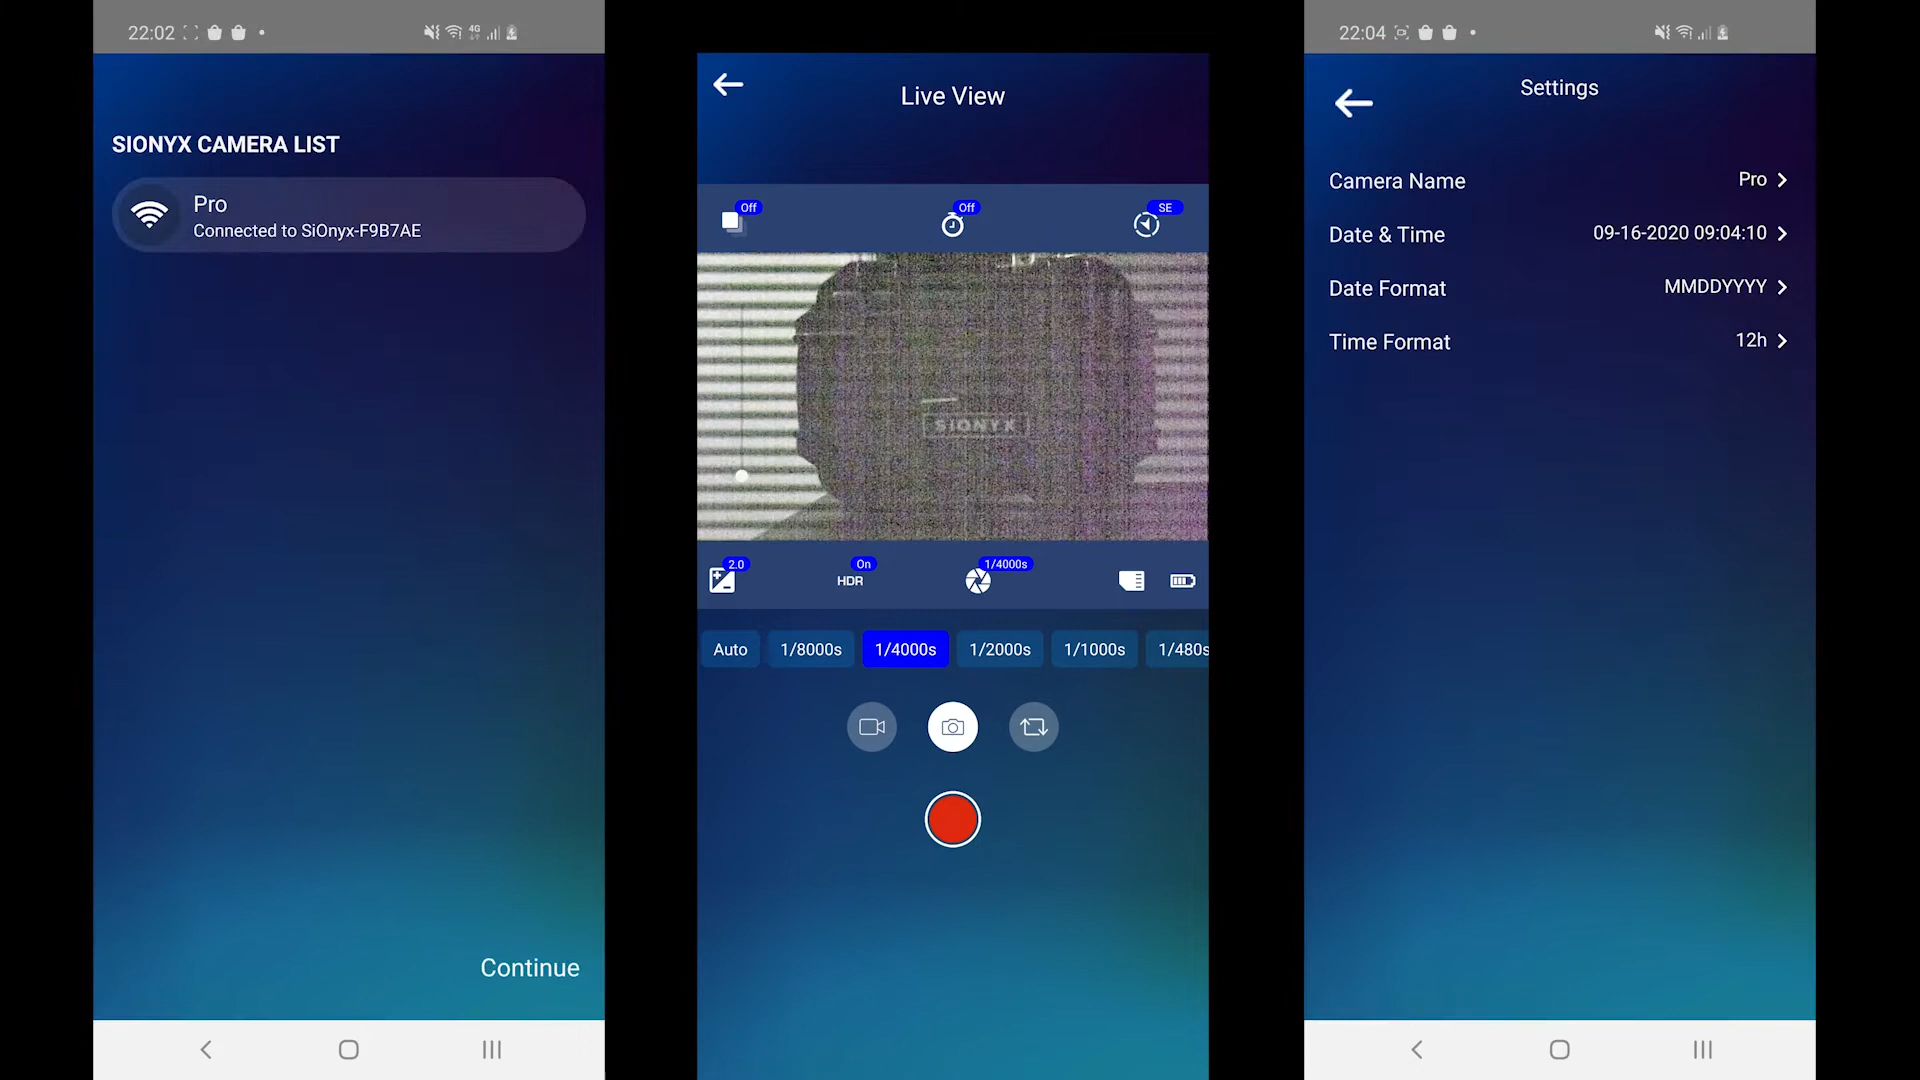 22:02
4G
SIONYX CAMERA LIST
Pro
Connected to SiOnyx-F9B7AE
Continue
Live View
Off
Off
SE
SIONYX
2.0
On
HDR
1/4000s
Auto
1/8000s
1/4000s
1/2000s
1/1000s
1/480s
22:04
Settings
Camera Name
Pro
Date & Time
09-16-2020 09:04:10
Date Format
MMDDYYYY
Time Format
12h